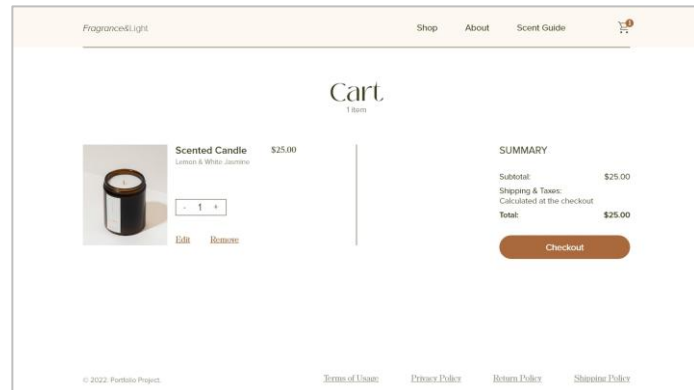 Fragrance&Light
Shop About Scent Guide
Cart
1 item
Scented Candle $25.00
Lemon & White Jasmine
- 1 +
Edit Remove
SUMMARY
Subtotal: $25.00
Shipping & Taxes:
Calculated at the checkout
Total: $25.00
Checkout
© 2022. Portfolio Project.
Terms of Usage Privacy Policy Return Policy Shipping Policy